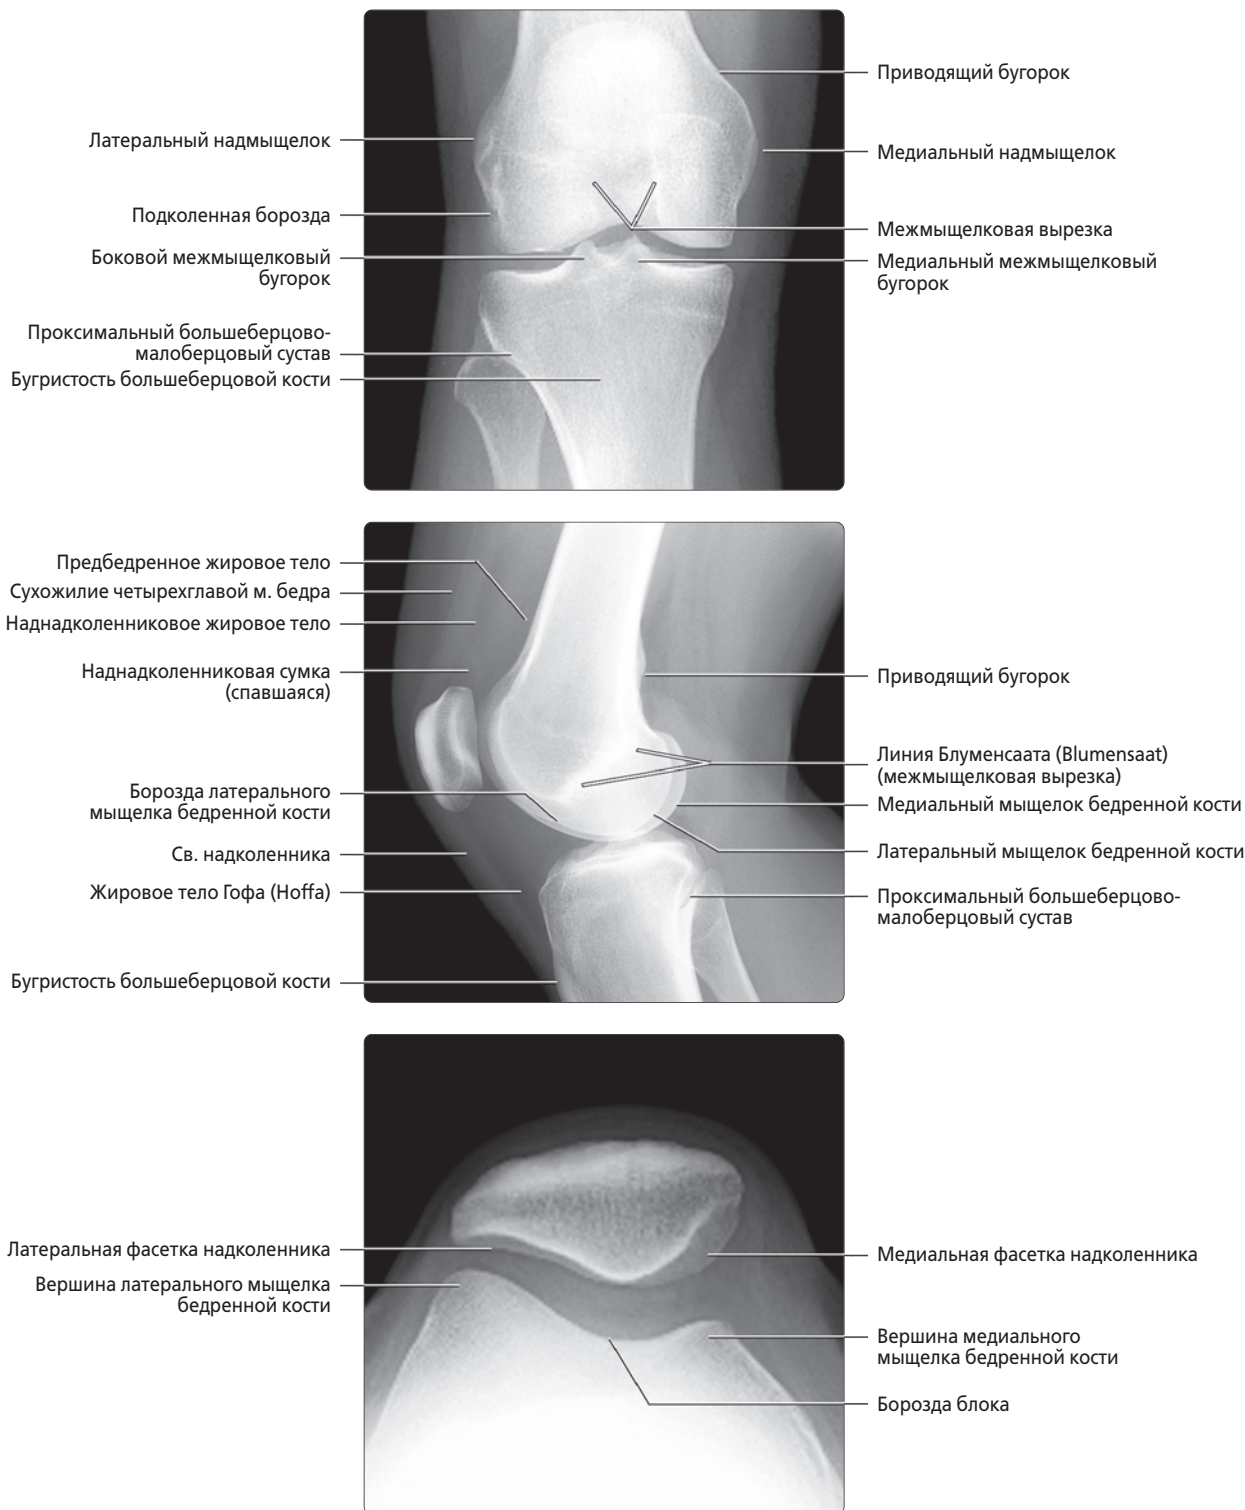 Приводящий бугорок
Латеральный надмыщелок
Медиальный надмыщелок
Подколенная борозда
Межмыщелковая вырезка
Боковой межмыщелковый
бугорок
Медиальный межмыщелковый
бугорок
Проксимальный большеберцово-
малоберцовый сустав
Бугристость большеберцовой кости
Предбедренное жировое тело
Сухожилие четырехглавой м. бедра
Наднадколенниковое жировое тело
Наднадколенниковая сумка
(спавшаяся)
Приводящий бугорок
Линия Блуменсаата (Blumensaat)
(межмыщелковая вырезка)
Борозда латерального
мыщелка бедренной кости
Медиальный мыщелок бедренной кости
Св. надколенника
Латеральный мыщелок бедренной кости
Жировое тело Гофа (Hoffa)
Проксимальный большеберцово-
малоберцовый сустав
Бугристость большеберцовой кости
Латеральная фасетка надколенника
Медиальная фасетка надколенника
Вершина латерального мыщелка
бедренной кости
Вершина медиального
мыщелка бедренной кости
Борозда блока